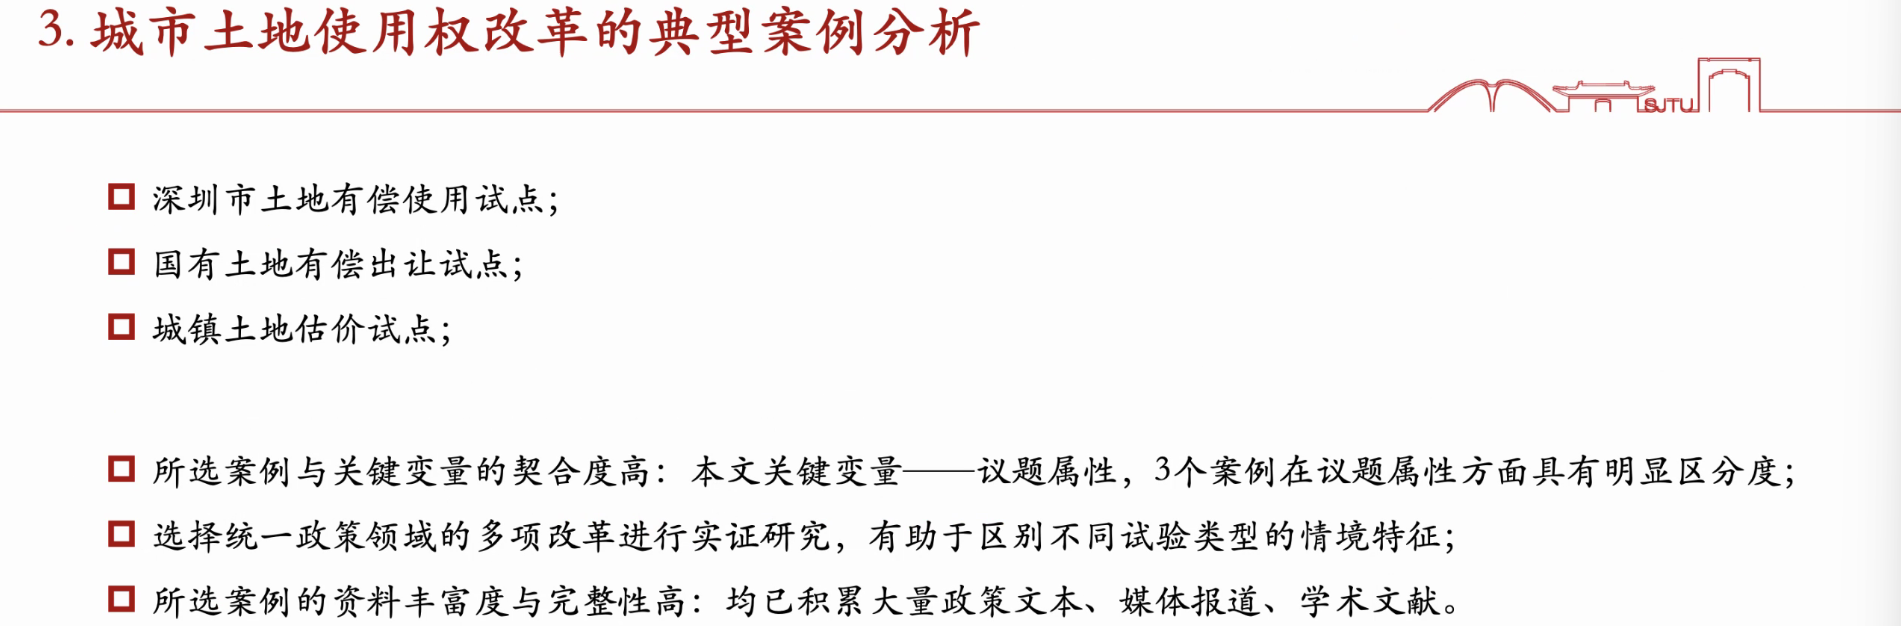 3. 城市土地使用权改革的典型案例分析
SJTU
深圳市土地有偿使用试点；
国有土地有偿出让试点；
城镇土地估价试点；
所选案例与关键变量的契合度高：本文关键变量——议题属性，3个案例在议题属性方面具有明显区分度；
选择统一政策领域的多项改革进行实证研究，有助于区别不同试验类型的情境特征；
所选案例的资料丰富度与完整性高：均已积累大量政策文本、媒体报道、学术文献。